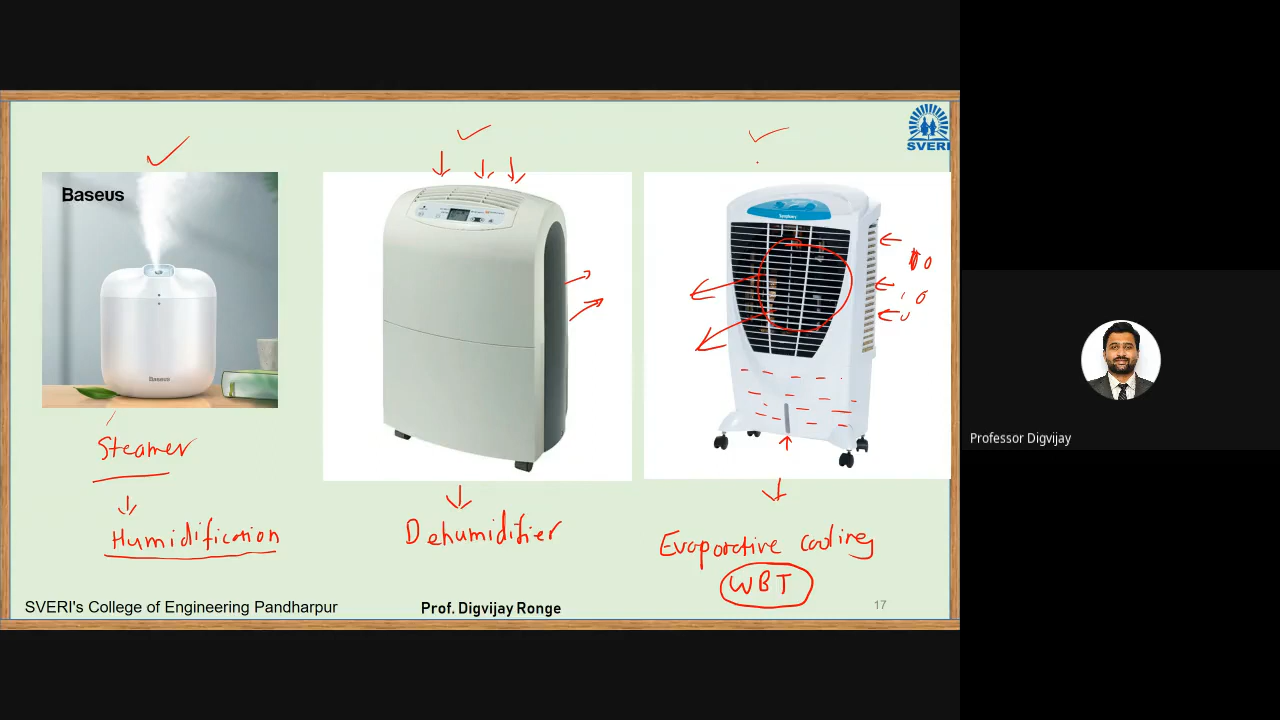 SVERI
Baseus
Baseus
Steamer
Humidification
Dehumidifier
Evaporative cooling
WBT
SVERI's College of Engineering Pandharpur
Prof. Digvijay Ronge
17
Professor Digvijay